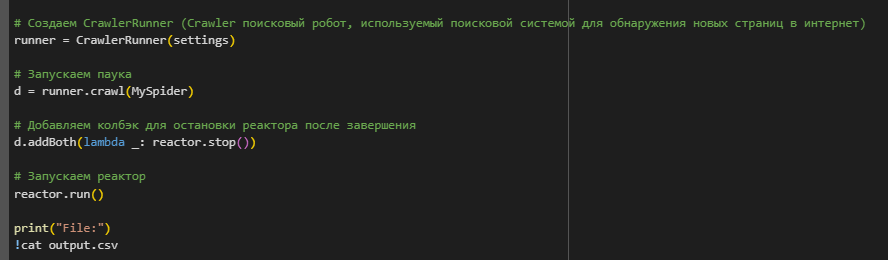 # Создаем CrawlerRunner (Crawler поисковый робот, используемый поисковой системой для обнаружения новых страниц в интернет)
runner = CrawlerRunner(settings)
# Запускаем паука
d = runner.crawl(MySpider)
# Добавляем колбэк для остановки реактора после завершения
d.addBoth(lambda _: reactor.stop())
# Запускаем реактор
reactor.run()
print("File:")
!cat output.csv